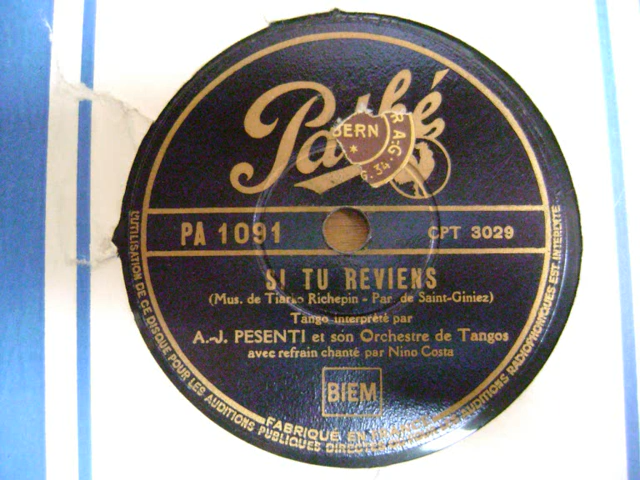 Pathé
BERN
R A.G.
G. 34
PA 1091
CPT 3029
SI TU REVIENS
(Mus. de Tiarko Richepin - Par. de Saint-Giniez)
Tango interprété par
A.-J. PESENTI et son Orchestre de Tangos
avec refrain chanté par Nino Costa
BIEM
FABRIQUÉ EN FRANCE
L'UTILISATION DE CE DISQUE POUR LES AUDITIONS PUBLIQUES DIRECTES LES AUDITIONS RADIOPHONIQUES EST INTERDITE